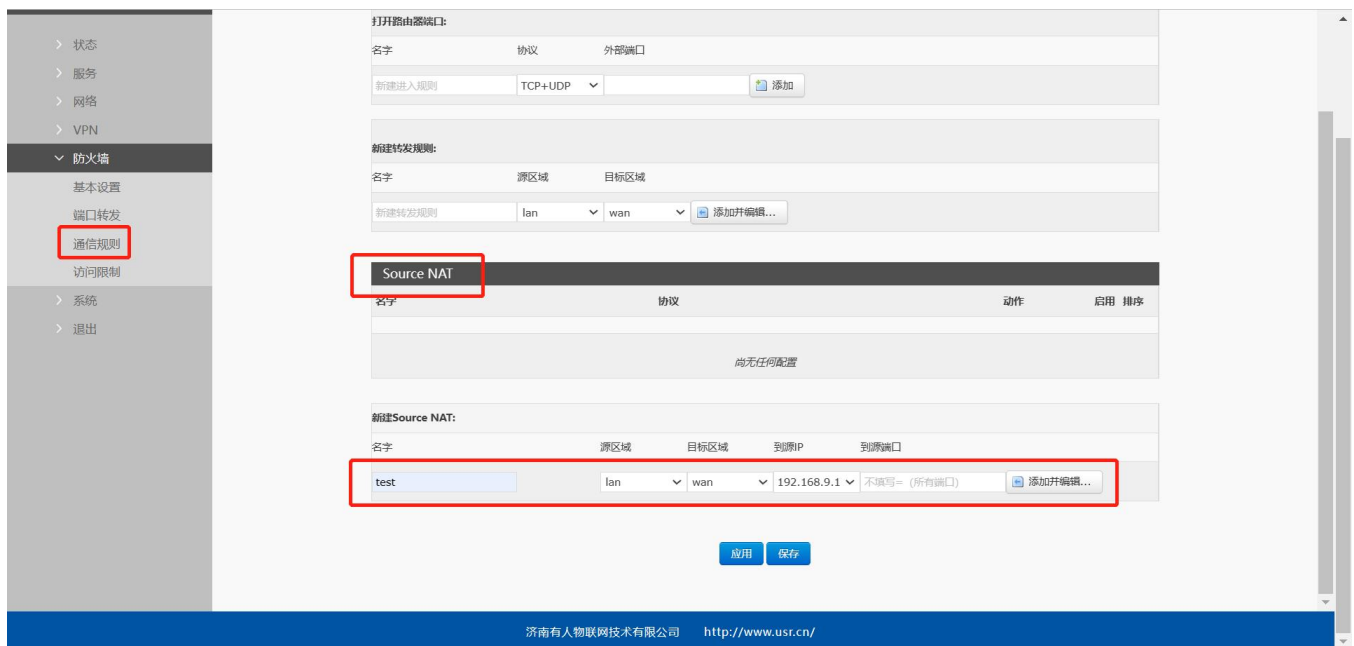 打开路由器端口:
状态
服务
网络
VPN
防火墙
基本设置
端口转发
通信规则
访问限制
系统
退出
名字 协议 外部端口
新建进入规则 TCP+UDP 添加
新建转发规则:
名字 源区域 目标区域
新建转发规则 lan wan 添加并编辑...
Source NAT
名字 协议 动作 启用 排序
尚无任何配置
新建Source NAT:
名字 源区域 目标区域 到源IP 到源端口
test lan wan 192.168.9.1 不填写= (所有端口) 添加并编辑...
应用 保存
济南有人物联网技术有限公司 http://www.usr.cn/